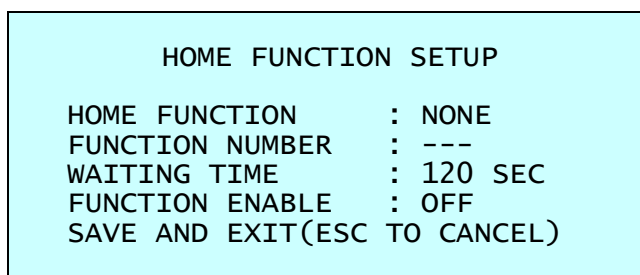 HOME FUNCTION SETUP
HOME FUNCTION : NONE
FUNCTION NUMBER : ---
WAITING TIME : 120 SEC
FUNCTION ENABLE : OFF
SAVE AND EXIT(ESC TO CANCEL)